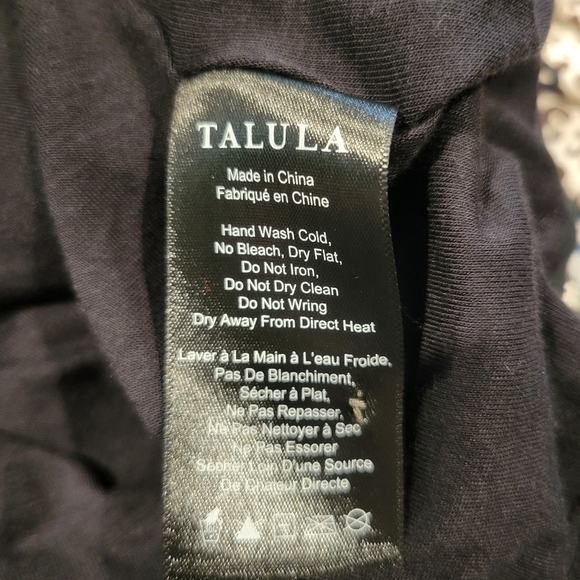 TALULA
Made in China
Fabriqué en Chine
Hand Wash Cold,
No Bleach, Dry Flat,
Do Not Iron,
Do Not Dry Clean
Do Not Wring
Dry Away From Direct Heat
Laver à La Main à L'eau Froide,
Pas De Blanchiment,
Sécher à Plat,
Ne Pas Repasser,
Ne Pas Nettoyer à Sec
Ne Pas Essorer
Sécher Loin D'une Source
De Chaleur Directe